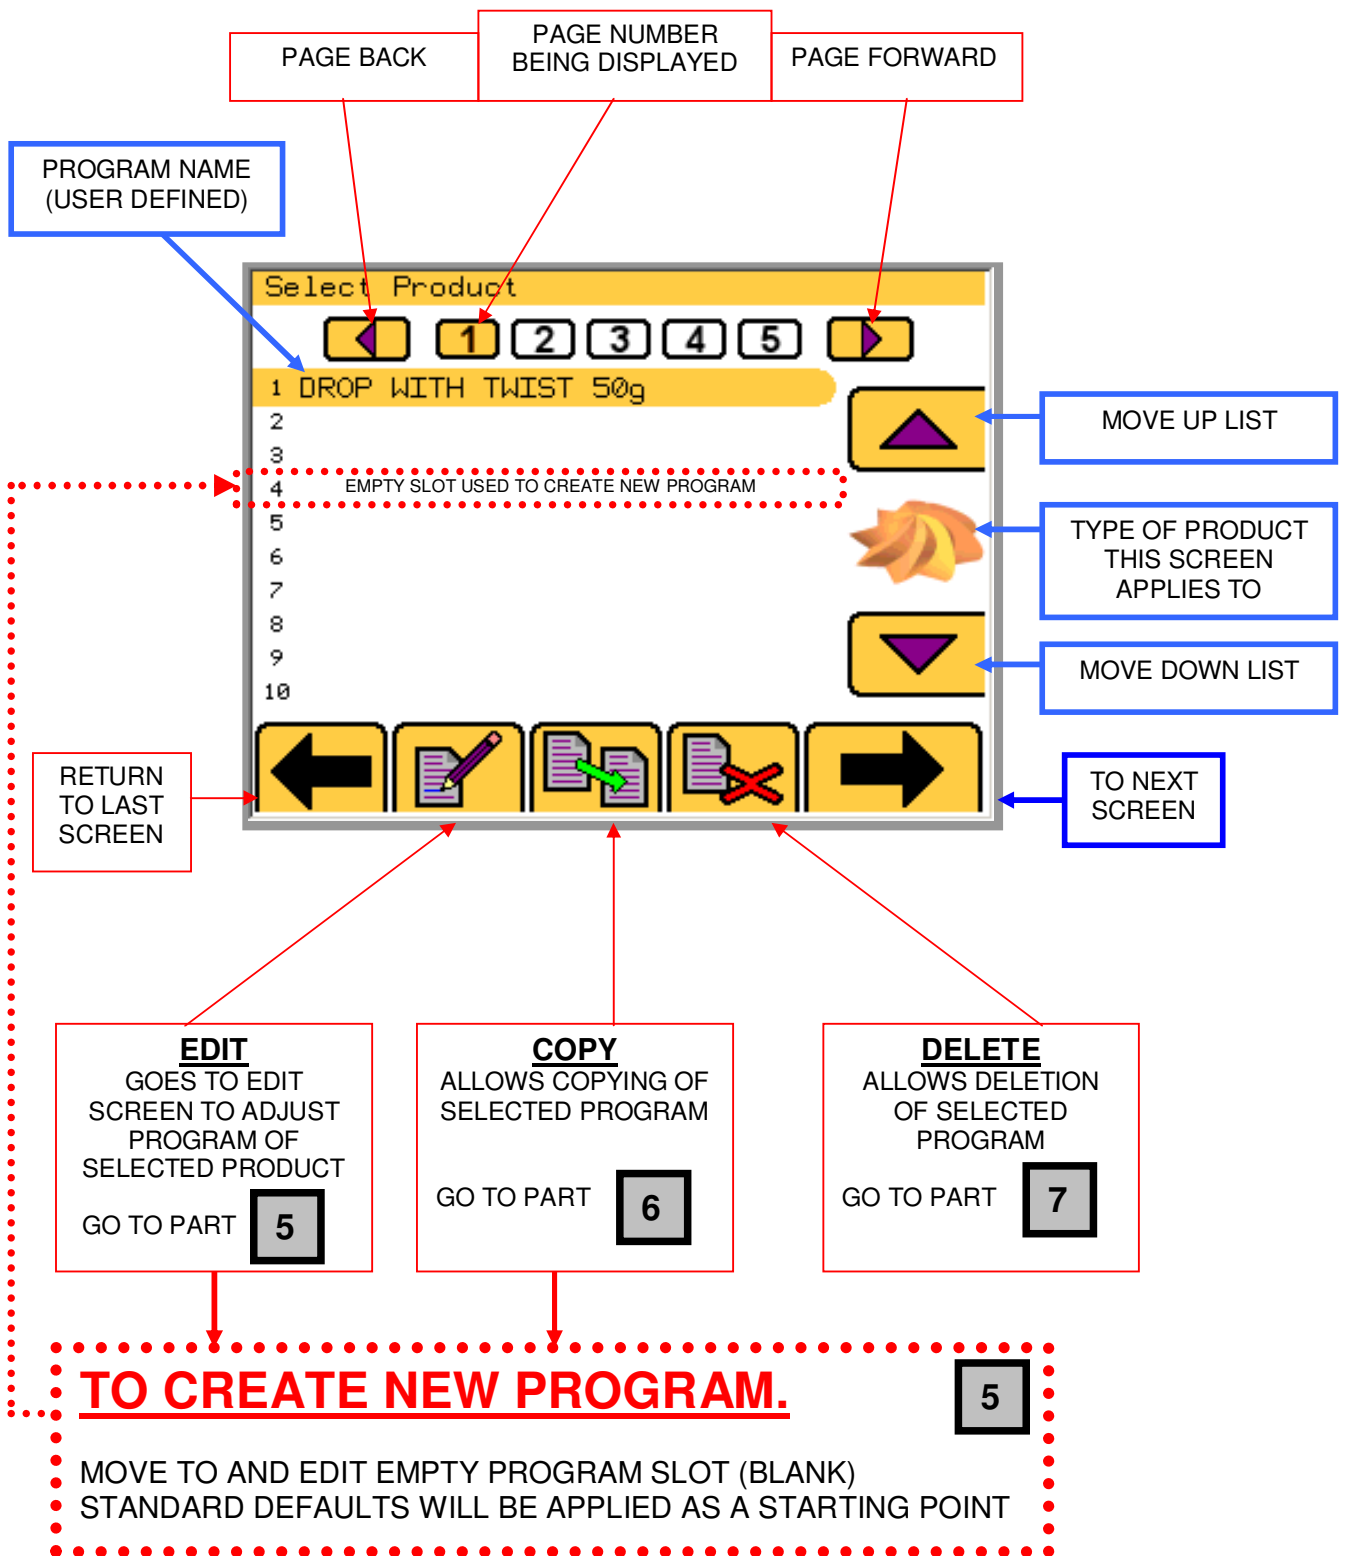 PAGE BACK
PAGE NUMBER
BEING DISPLAYED
PAGE FORWARD
PROGRAM NAME
(USER DEFINED)
Select Product
1 2 3 4 5
1 DROP WITH TWIST 50g
2
3
4 EMPTY SLOT USED TO CREATE NEW PROGRAM
5
6
7
8
9
10
MOVE UP LIST
TYPE OF PRODUCT
THIS SCREEN
APPLIES TO
MOVE DOWN LIST
RETURN
TO LAST
SCREEN
TO NEXT
SCREEN
EDIT
GOES TO EDIT
SCREEN TO ADJUST
PROGRAM OF
SELECTED PRODUCT
GO TO PART 5
COPY
ALLOWS COPYING OF
SELECTED PROGRAM
GO TO PART 6
DELETE
ALLOWS DELETION
OF SELECTED
PROGRAM
GO TO PART 7
TO CREATE NEW PROGRAM. 5
MOVE TO AND EDIT EMPTY PROGRAM SLOT (BLANK)
STANDARD DEFAULTS WILL BE APPLIED AS A STARTING POINT